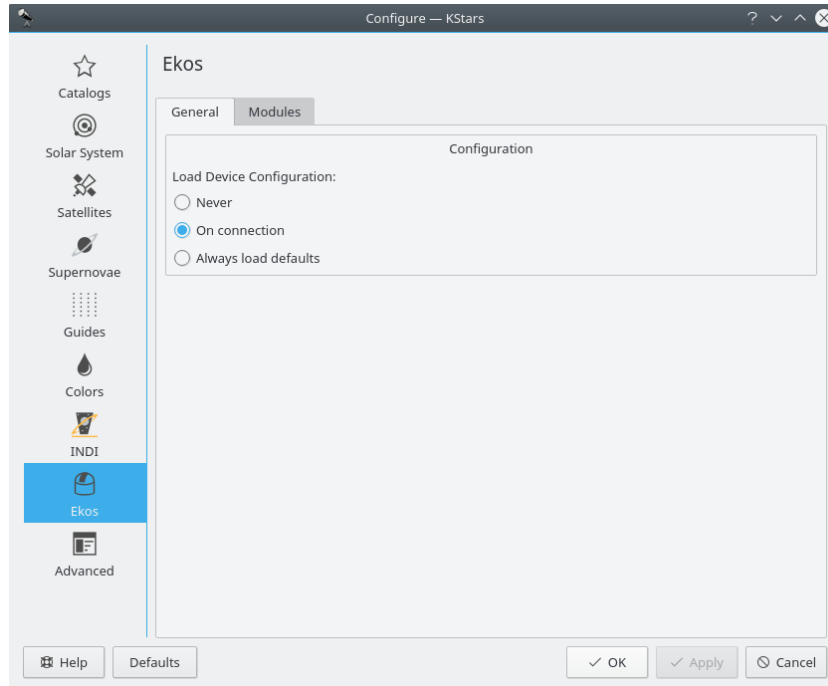 Configure — KStars
Catalogs
Solar System
Satellites
Supernovae
Guides
Colors
INDI
Ekos
Advanced
Ekos
General Modules
Configuration
Load Device Configuration:
Never
On connection
Always load defaults
Help Defaults OK Apply Cancel